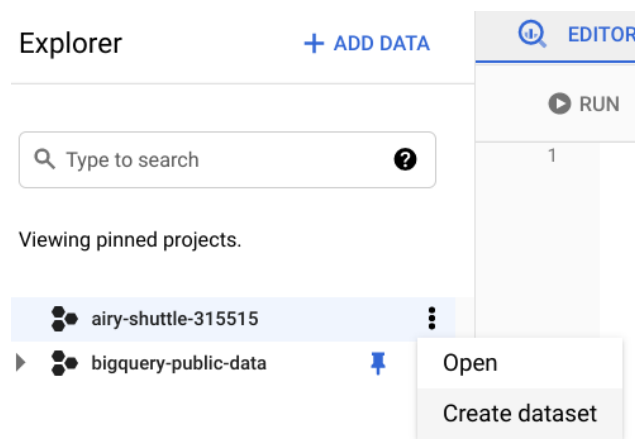 Explorer
+ ADD DATA
EDITOR
RUN
Type to search
?
1
Viewing pinned projects.
airy-shuttle-315515
bigquery-public-data
Open
Create dataset